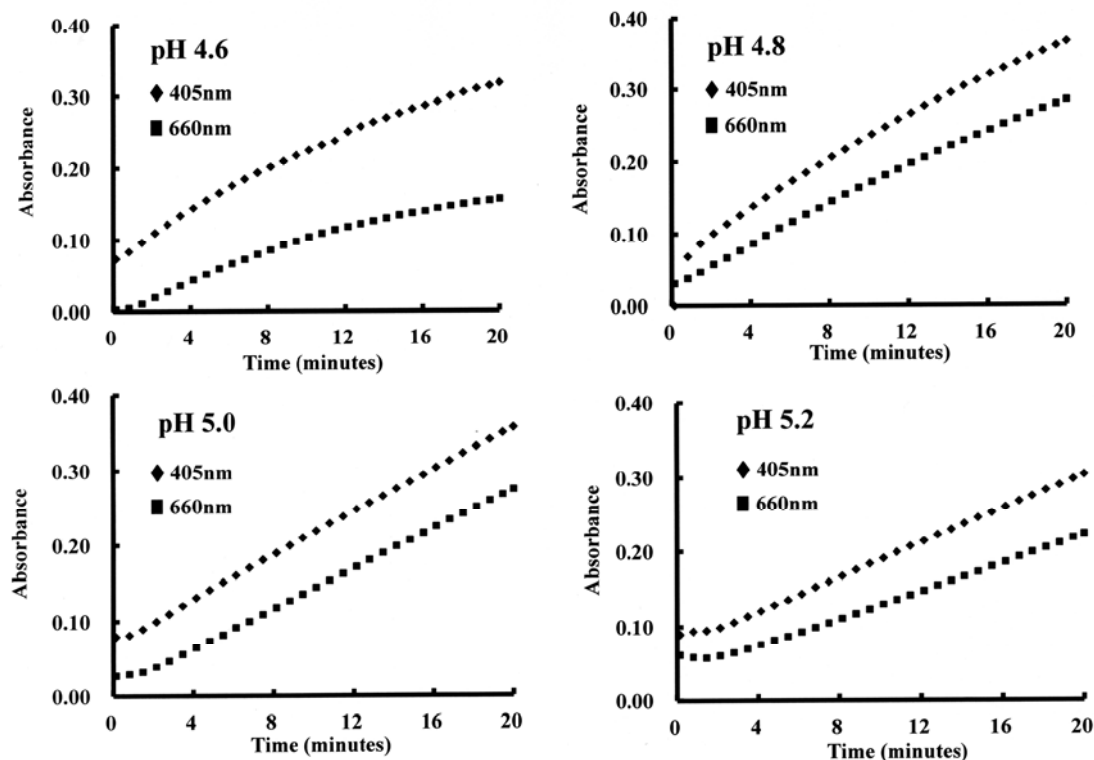 0.40
pH 4.6
405nm
660nm
0.30
0.20
0.10
0.00
Absorbance
0 4 8 12 16 20
Time (minutes)
0.40
pH 4.8
405nm
660nm
0.30
0.20
0.10
0.00
Absorbance
0 4 8 12 16 20
Time (minutes)
0.40
pH 5.0
405nm
660nm
0.30
0.20
0.10
0.00
Absorbance
0 4 8 12 16 20
Time (minutes)
0.40
pH 5.2
405nm
660nm
0.30
0.20
0.10
0.00
Absorbance
0 4 8 12 16 20
Time (minutes)